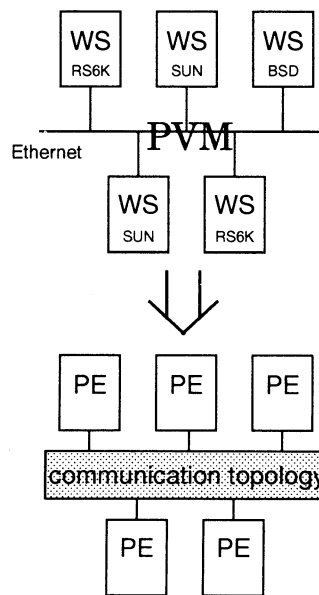 WS WS WS
RS6K SUN BSD
PVM
Ethernet
WS WS
SUN RS6K
PE PE PE
communication topology
PE PE